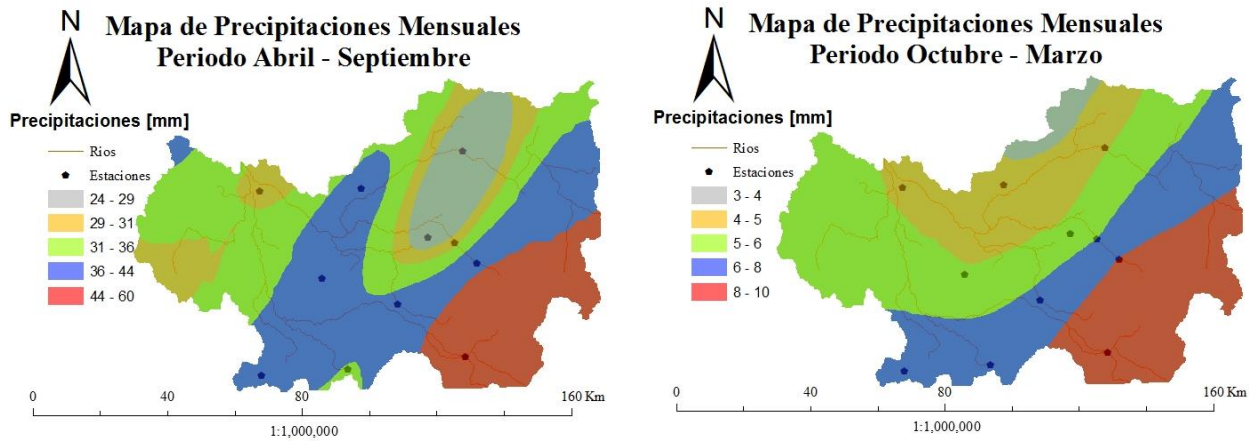 N
Mapa de Precipitaciones Mensuales
Periodo Abril - Septiembre
Precipitaciones [mm]
Rios
Estaciones
24 - 29
29 - 31
31 - 36
36 - 44
44 - 60
0 40 80 160 Km
1:1,000,000
N
Mapa de Precipitaciones Mensuales
Periodo Octubre - Marzo
Precipitaciones [mm]
Rios
Estaciones
3 - 4
4 - 5
5 - 6
6 - 8
8 - 10
0 40 80 160 Km
1:1,000,000